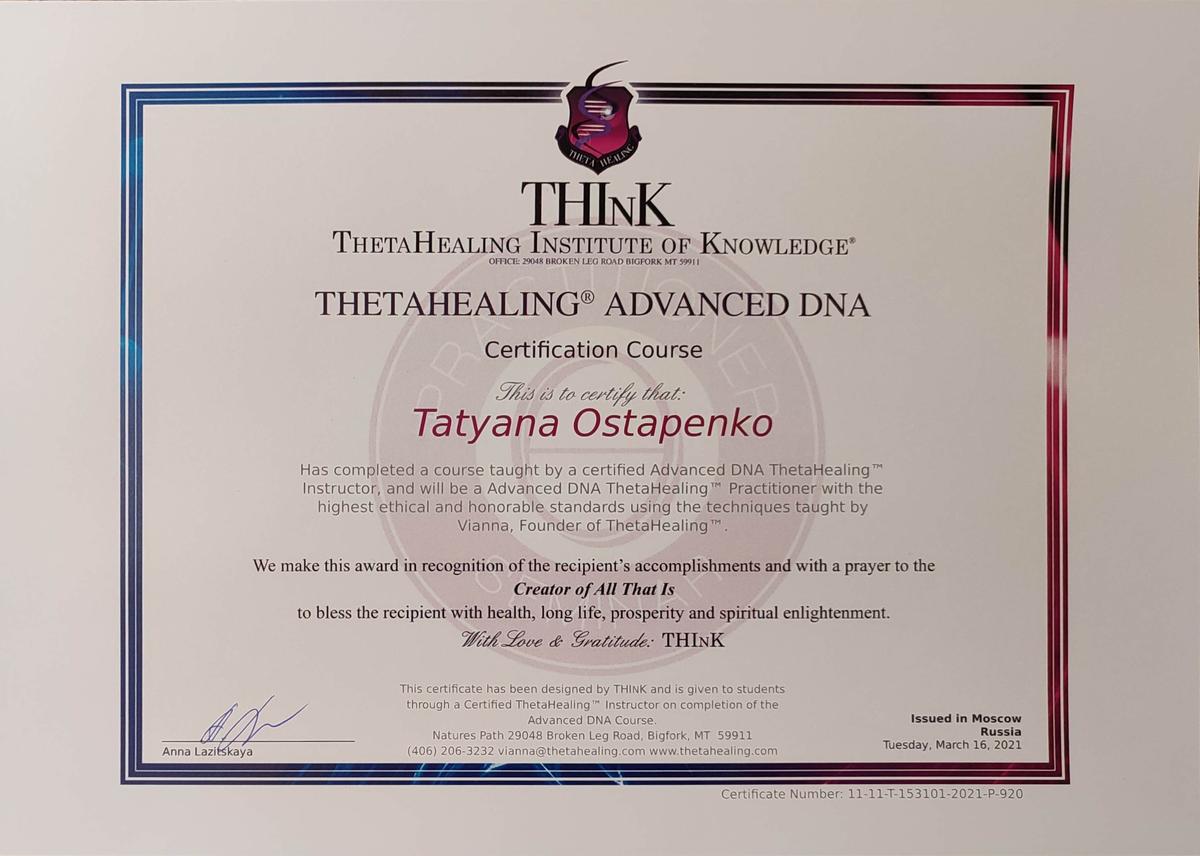 THETA HEALING
THInK
THETAHEALING INSTITUTE OF KNOWLEDGE®
OFFICE: 29048 BROKEN LEG ROAD BIGFORK MT 59911
THETAHEALING® ADVANCED DNA
Certification Course
This is to certify that:
Tatyana Ostapenko
Has completed a course taught by a certified Advanced DNA ThetaHealing™
Instructor, and will be a Advanced DNA ThetaHealing™ Practitioner with the
highest ethical and honorable standards using the techniques taught by
Vianna, Founder of ThetaHealing™.
We make this award in recognition of the recipient's accomplishments and with a prayer to the
Creator of All That Is
to bless the recipient with health, long life, prosperity and spiritual enlightenment.
With Love & Gratitude: THINK
PRACTITIONER
SEMINAR
This certificate has been designed by THINK and is given to students
through a Certified ThetaHealing™ Instructor on completion of the
Advanced DNA Course.
Natures Path 29048 Broken Leg Road, Bigfork, MT 59911
(406) 206-3232 vianna@thetahealing.com www.thetahealing.com
Anna Lazitskaya
Issued in Moscow
Russia
Tuesday, March 16, 2021
Certificate Number: 11-11-T-153101-2021-P-920